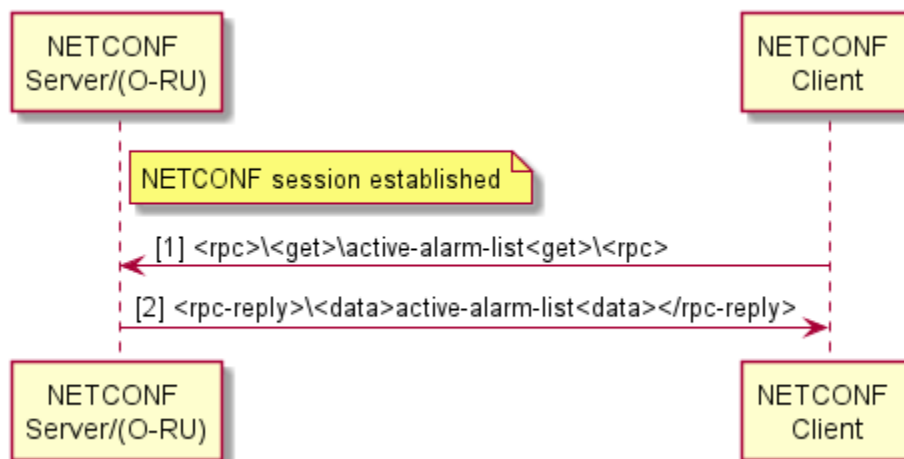 NETCONF
Server/(O-RU)
NETCONF
Client
NETCONF session established
[1] <rpc>\<get>\active-alarm-list<get>\<rpc>
[2] <rpc-reply>\<data>active-alarm-list<data></rpc-reply>
NETCONF
Server/(O-RU)
NETCONF
Client